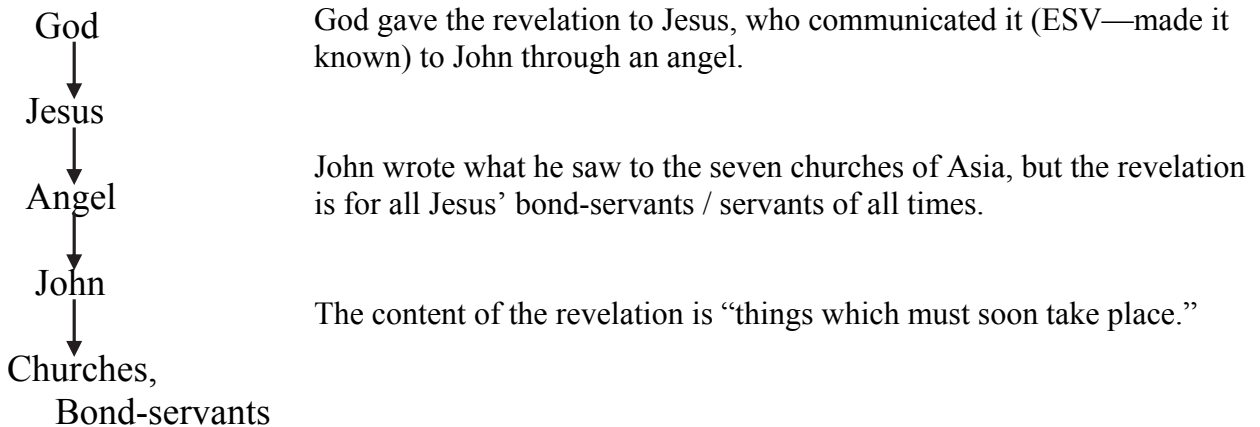 God
Jesus
Angel
John
Churches,
Bond-servants
God gave the revelation to Jesus, who communicated it (ESV—made it
known) to John through an angel.
John wrote what he saw to the seven churches of Asia, but the revelation
is for all Jesus’ bond-servants / servants of all times.
The content of the revelation is “things which must soon take place.”